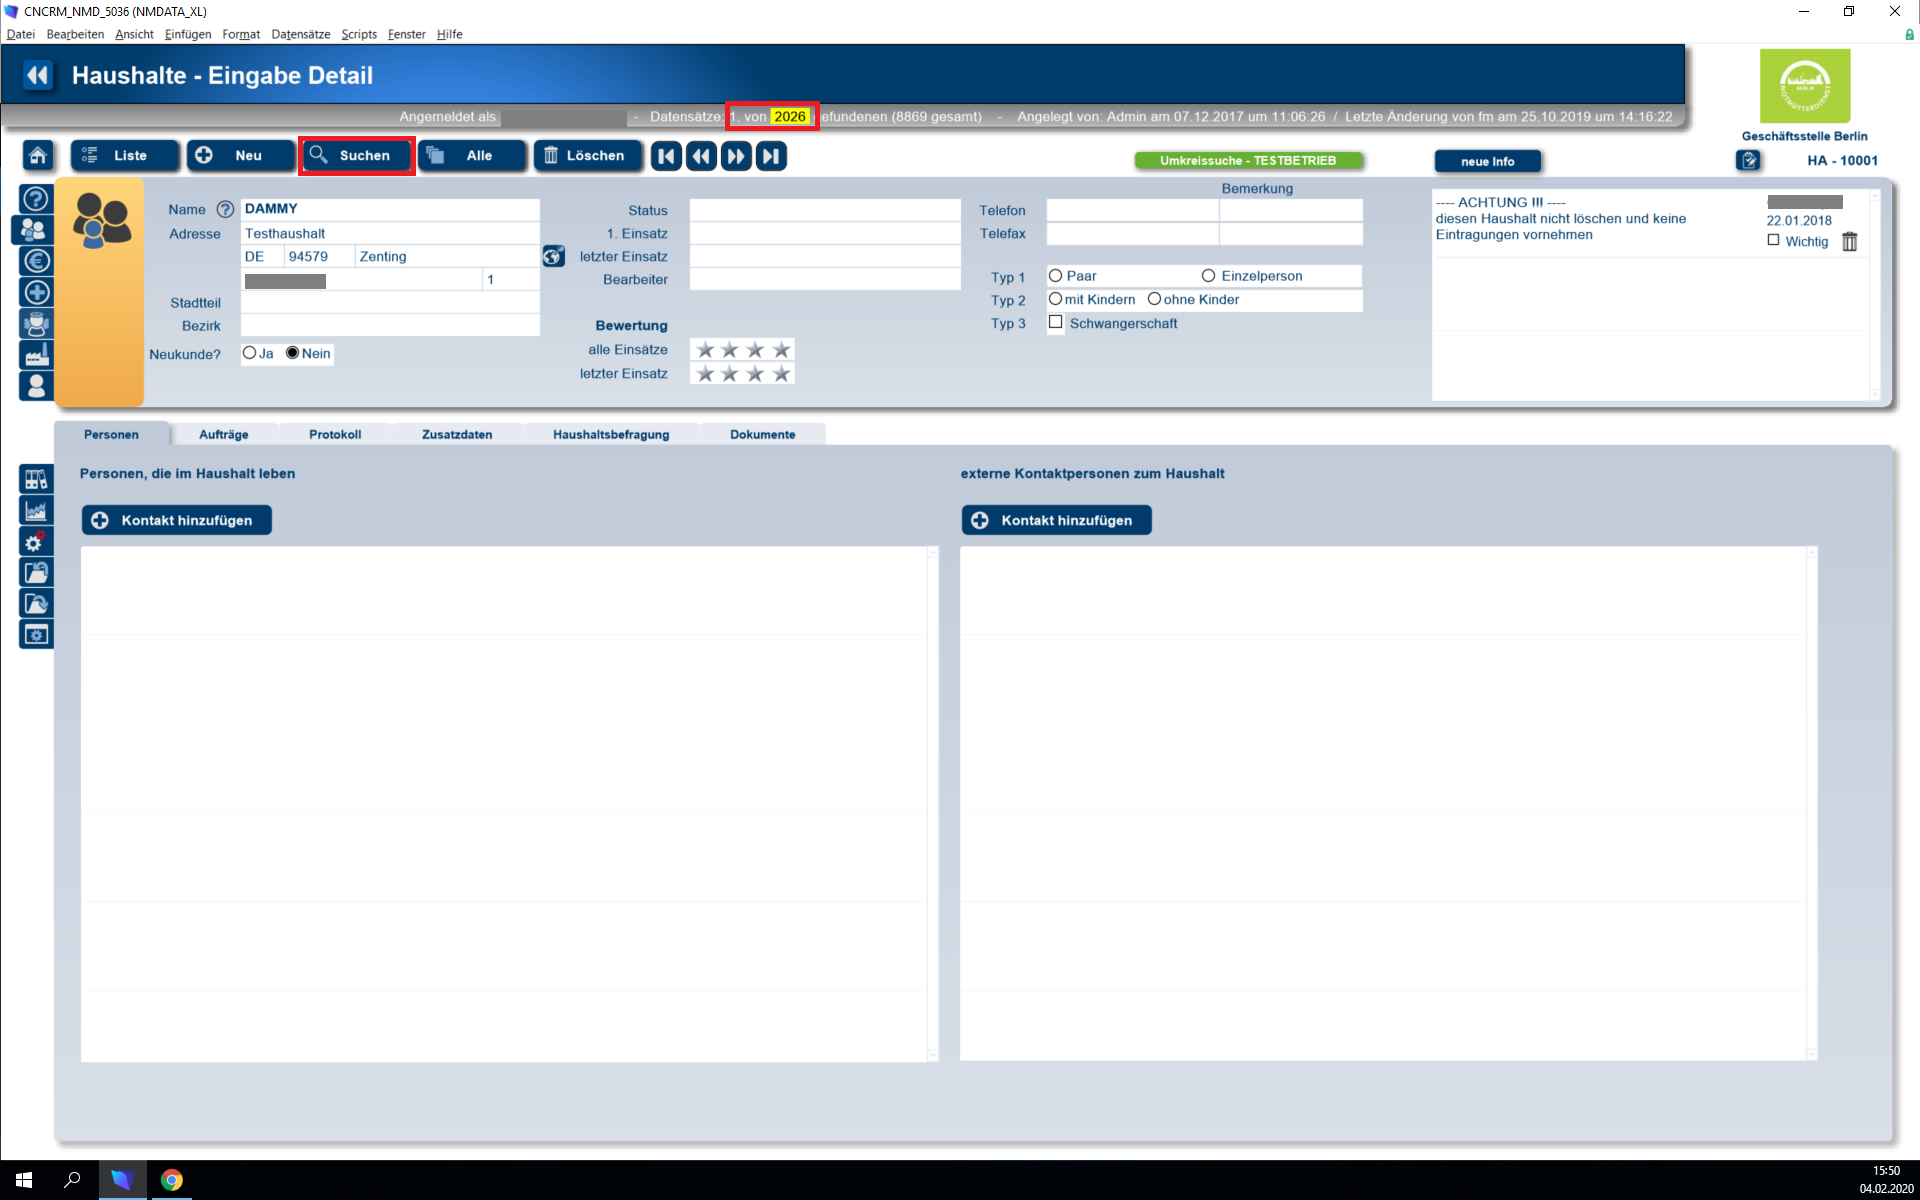 CNCRM_NMD_5036 (NMDATA_XL)
Datei Bearbeiten Ansicht Einfügen Format Datensätze Scripts Fenster Hilfe
Haushalte - Eingabe Detail
Angemeldet als - Datensätze: 1. von 2026 gefundenen (8869 gesamt) - Angelegt von: Admin am 07.12.2017 um 11:06:26 / Letzte Änderung von fm am 25.10.2019 um 14:16:22
NOTMÜTTERDIENST
BERLIN
Geschäftsstelle Berlin
Liste Neu Suchen Alle Löschen Umkreissuche - TESTBETRIEB neue Info HA - 10001
Bemerkung
Name ? DAMMY Status Telefon
Adresse Testhaushalt 1. Einsatz Telefax
DE 94579 Zenting letzter Einsatz
1 Bearbeiter
Typ 1 Paar Einzelperson
Stadtteil Typ 2 mit Kindern ohne Kinder
Bezirk Bewertung Typ 3 Schwangerschaft
Neukunde? Ja Nein alle Einsätze
letzter Einsatz
---- ACHTUNG !!! ----
diesen Haushalt nicht löschen und keine
Eintragungen vornehmen
22.01.2018
Wichtig
Personen Aufträge Protokoll Zusatzdaten Haushaltsbefragung Dokumente
Personen, die im Haushalt leben externe Kontaktpersonen zum Haushalt
Kontakt hinzufügen Kontakt hinzufügen
15:50
04.02.2020